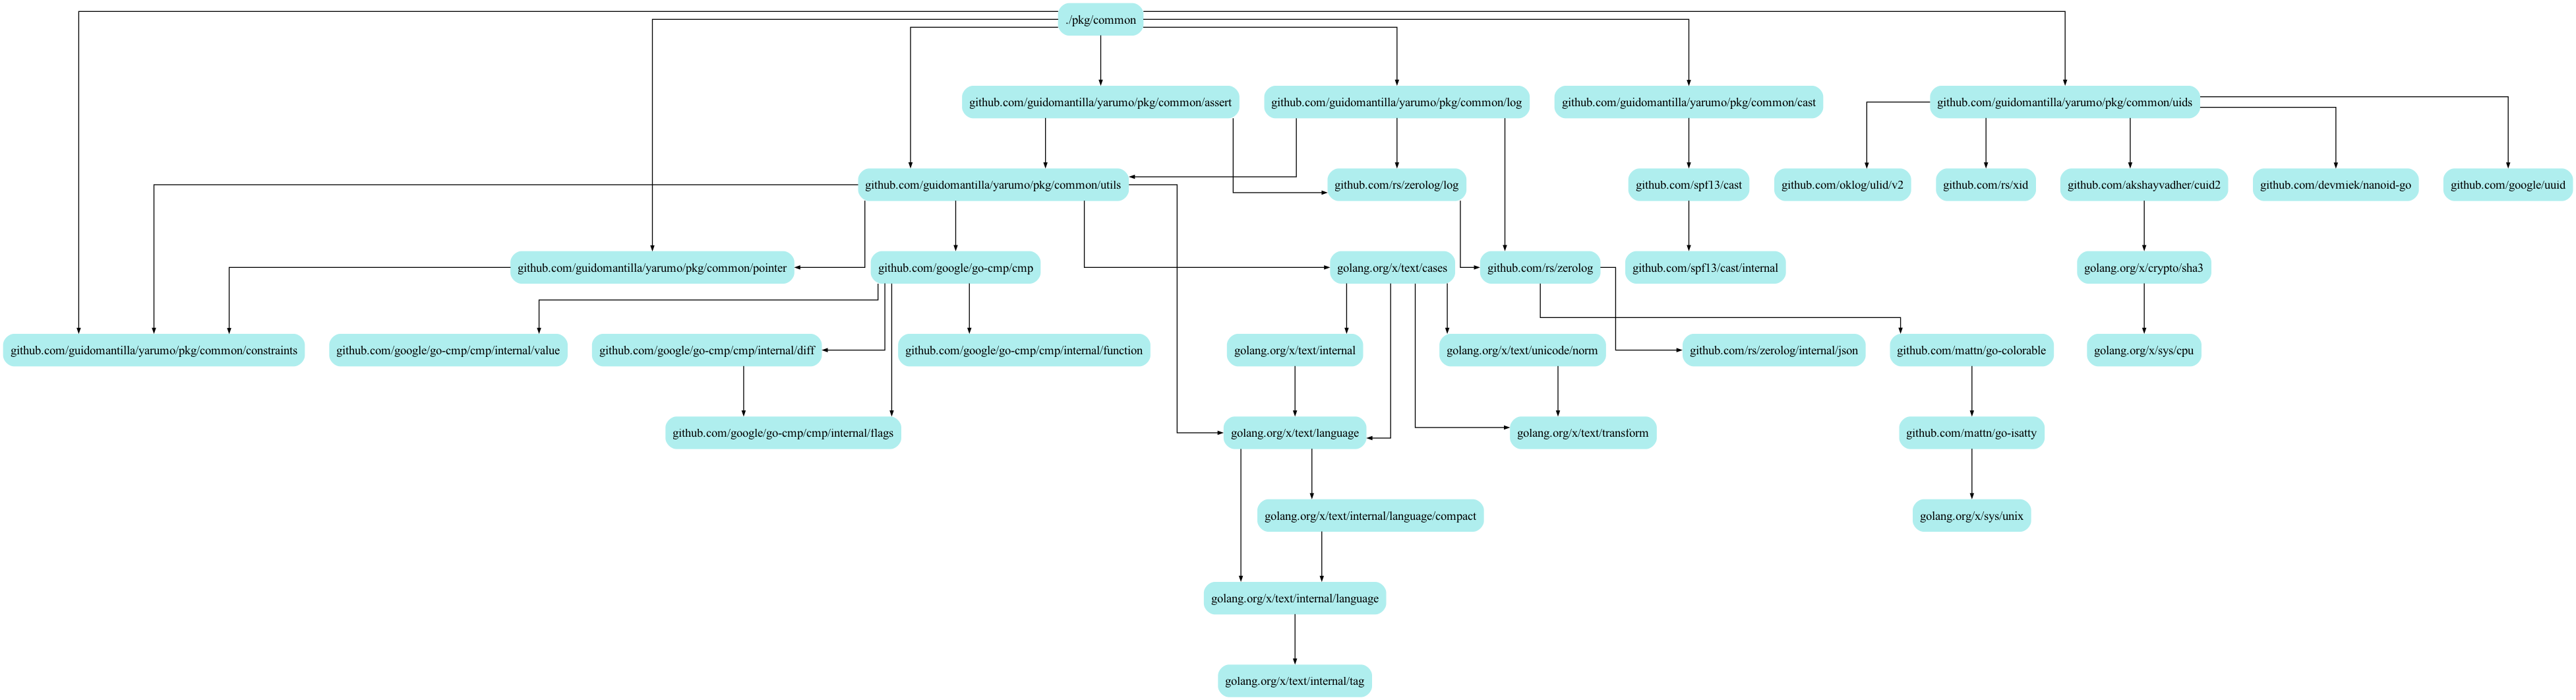 ./pkg/common
github.com/guidomantilla/yarumo/pkg/common/assert
github.com/guidomantilla/yarumo/pkg/common/log
github.com/guidomantilla/yarumo/pkg/common/cast
github.com/guidomantilla/yarumo/pkg/common/uids
github.com/guidomantilla/yarumo/pkg/common/utils
github.com/rs/zerolog/log
github.com/spf13/cast
github.com/oklog/ulid/v2
github.com/rs/xid
github.com/akshayvadher/cuid2
github.com/devmiek/nanoid-go
github.com/google/uuid
github.com/guidomantilla/yarumo/pkg/common/pointer
github.com/google/go-cmp/cmp
golang.org/x/text/cases
github.com/rs/zerolog
github.com/spf13/cast/internal
golang.org/x/crypto/sha3
github.com/guidomantilla/yarumo/pkg/common/constraints
github.com/google/go-cmp/cmp/internal/value
github.com/google/go-cmp/cmp/internal/diff
github.com/google/go-cmp/cmp/internal/function
golang.org/x/text/internal
golang.org/x/text/unicode/norm
github.com/rs/zerolog/internal/json
github.com/mattn/go-colorable
golang.org/x/sys/cpu
github.com/google/go-cmp/cmp/internal/flags
golang.org/x/text/language
golang.org/x/text/transform
github.com/mattn/go-isatty
golang.org/x/text/internal/language/compact
golang.org/x/sys/unix
golang.org/x/text/internal/language
golang.org/x/text/internal/tag